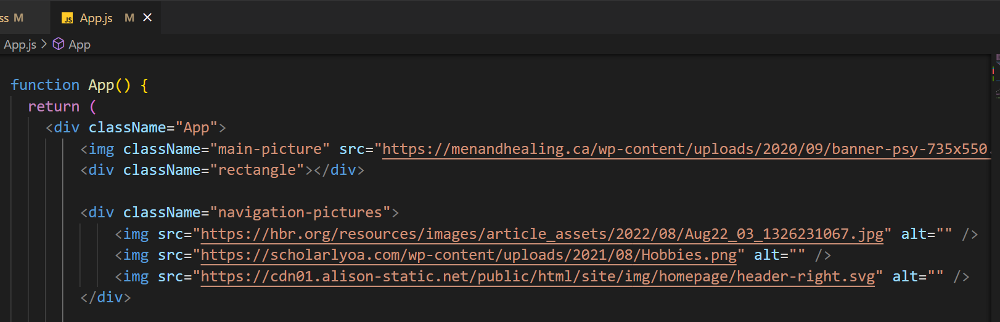 ss M
JS App.js M
App.js > App
function App() {
return (
<div className="App">
<img className="main-picture" src="https://menandhealing.ca/wp-content/uploads/2020/09/banner-psy-735x550.
<div className="rectangle"></div>
<div className="navigation-pictures">
<img src="https://hbr.org/resources/images/article_assets/2022/08/Aug22_03_1326231067.jpg" alt="" />
<img src="https://scholarlyoa.com/wp-content/uploads/2021/08/Hobbies.png" alt="" />
<img src="https://cdn01.alison-static.net/public/html/site/img/homepage/header-right.svg" alt="" />
</div>